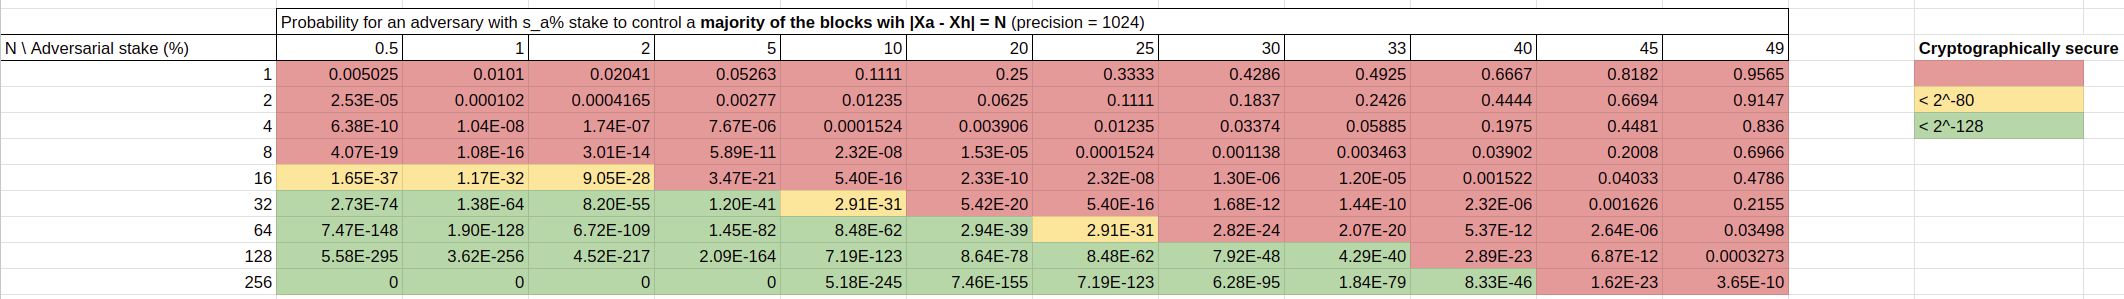 Probability for an adversary with s_a% stake to control a majority of the blocks wih |Xa - Xh| = N (precision = 1024)
N \ Adversarial stake (%) 0.5 1 2 5 10 20 25 30 33 40 45 49 Cryptographically secure
1 0.005025 0.0101 0.02041 0.05263 0.1111 0.25 0.3333 0.4286 0.4925 0.6667 0.8182 0.9565
2 2.53E-05 0.000102 0.0004165 0.00277 0.01235 0.0625 0.1111 0.1837 0.2426 0.4444 0.6694 0.9147 < 2^-80
4 6.38E-10 1.04E-08 1.74E-07 7.67E-06 0.0001524 0.003906 0.01235 0.03374 0.05885 0.1975 0.4481 0.836 < 2^-128
8 4.07E-19 1.08E-16 3.01E-14 5.89E-11 2.32E-08 1.53E-05 0.0001524 0.001138 0.003463 0.03902 0.2008 0.6966
16 1.65E-37 1.17E-32 9.05E-28 3.47E-21 5.40E-16 2.33E-10 2.32E-08 1.30E-06 1.20E-05 0.001522 0.04033 0.4786
32 2.73E-74 1.38E-64 8.20E-55 1.20E-41 2.91E-31 5.42E-20 5.40E-16 1.68E-12 1.44E-10 2.32E-06 0.001626 0.2155
64 7.47E-148 1.90E-128 6.72E-109 1.45E-82 8.48E-62 2.94E-39 2.91E-31 2.82E-24 2.07E-20 5.37E-12 2.64E-06 0.03498
128 5.58E-295 3.62E-256 4.52E-217 2.09E-164 7.19E-123 8.64E-78 8.48E-62 7.92E-48 4.29E-40 2.89E-23 6.87E-12 0.0003273
256 0 0 0 0 5.18E-245 7.46E-155 7.19E-123 6.28E-95 1.84E-79 8.33E-46 1.62E-23 3.65E-10